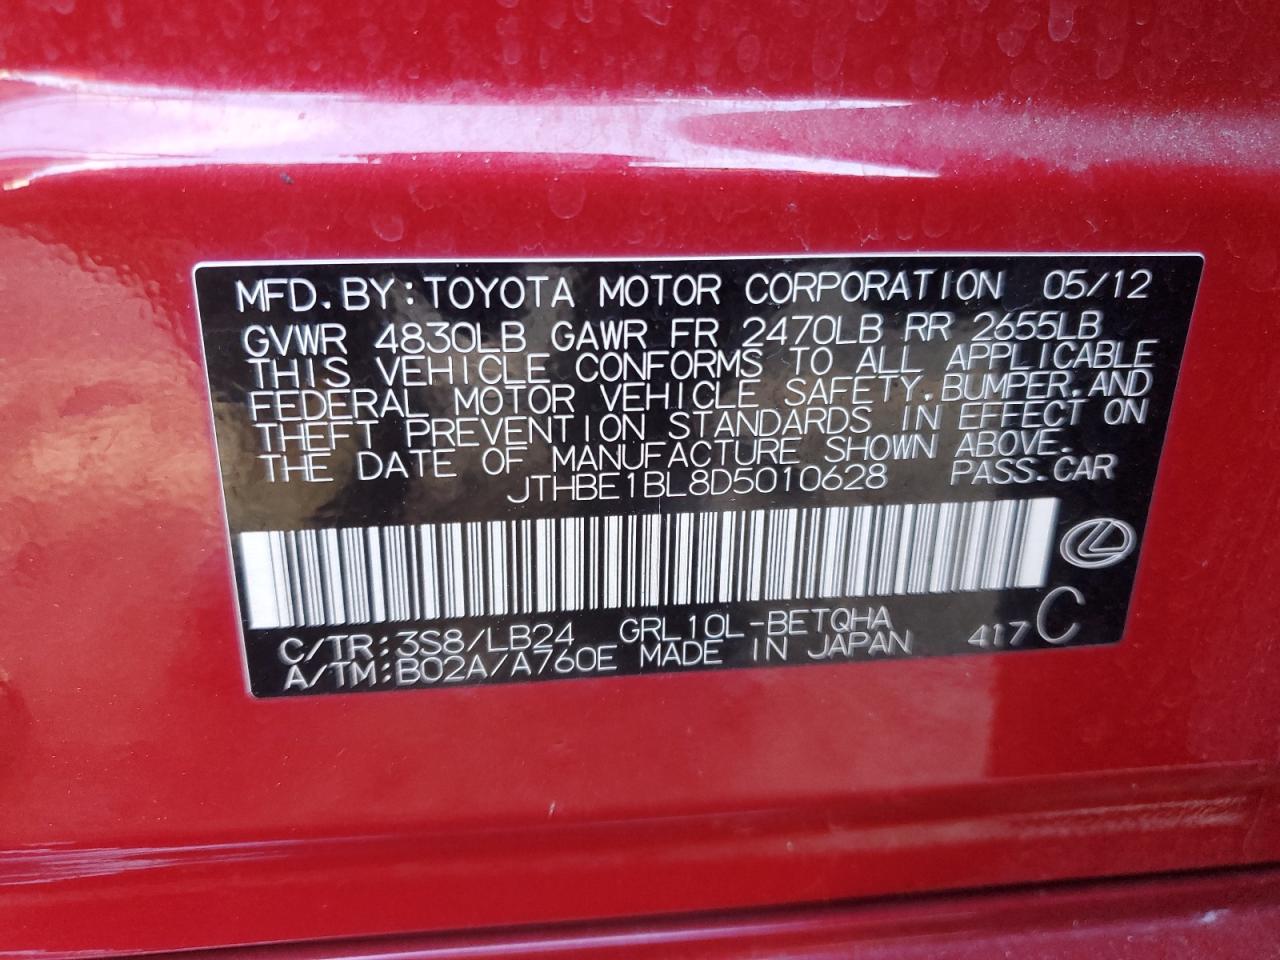 MFD.BY:TOYOTA MOTOR CORPORATION 05/12
GVWR 4830LB GAWR FR 2470LB RR 2655LB
THIS VEHICLE CONFORMS TO ALL APPLICABLE
FEDERAL MOTOR VEHICLE SAFETY,BUMPER,AND
THEFT PREVENTION STANDARDS IN EFFECT ON
THE DATE OF MANUFACTURE SHOWN ABOVE.
JTHBE1BL8D5010628 PASS.CAR
C/TR:3S8/LB24 GRL10L-BETQHA 417 C
A/TM:B02A/A760E MADE IN JAPAN